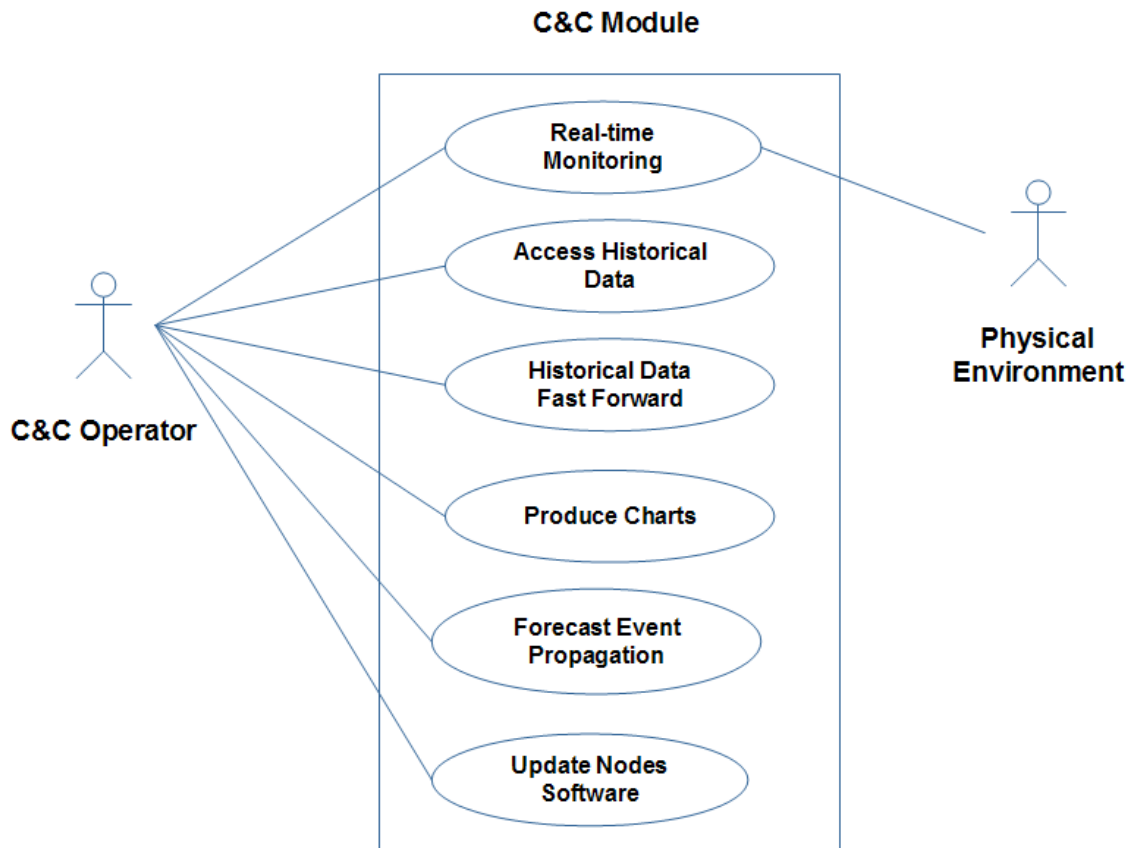 C&C Module
Real-time
Monitoring
Access Historical
Data
Historical Data
Fast Forward
Produce Charts
Forecast Event
Propagation
Update Nodes
Software
C&C Operator
Physical
Environment